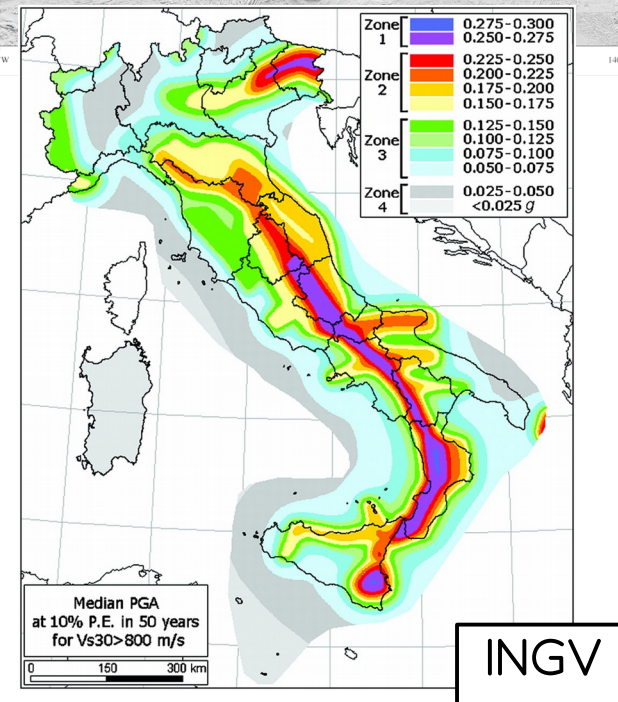 W
140
Zone 1
0.275-0.300
0.250-0.275
Zone 2
0.225-0.250
0.200-0.225
0.175-0.200
0.150-0.175
Zone 3
0.125-0.150
0.100-0.125
0.075-0.100
0.050-0.075
Zone 4
0.025-0.050
<0.025 g
Median PGA
at 10% P.E. in 50 years
for Vs30>800 m/s
0 150 300 km
INGV